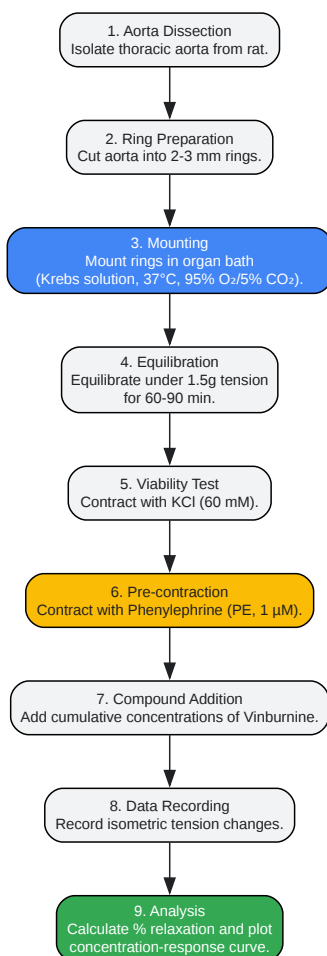 1. Aorta Dissection
Isolate thoracic aorta from rat.
2. Ring Preparation
Cut aorta into 2-3 mm rings.
3. Mounting
Mount rings in organ bath
(Krebs solution, 37°C, 95% O₂/5% CO₂).
4. Equilibration
Equilibrate under 1.5g tension
for 60-90 min.
5. Viability Test
Contract with KCl (60 mM).
6. Pre-contraction
Contract with Phenylephrine (PE, 1 µM).
7. Compound Addition
Add cumulative concentrations of Vinburnine.
8. Data Recording
Record isometric tension changes.
9. Analysis
Calculate % relaxation and plot
concentration-response curve.